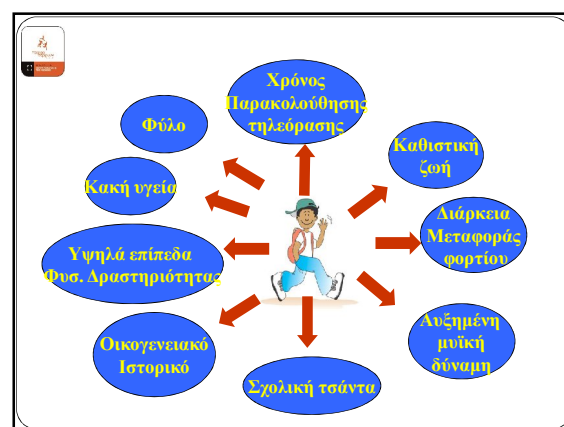 Χρόνος
Παρακολούθησης
τηλεόρασης
Φύλο
Καθιστική
ζωή
Κακή υγεία
Διάρκεια
Μεταφοράς
φορτίου
Υψηλά επίπεδα
Φυσ. Δραστηριότητας
Αυξημένη
μυϊκή
δύναμη
Οικογενειακό
Ιστορικό
Σχολική τσάντα